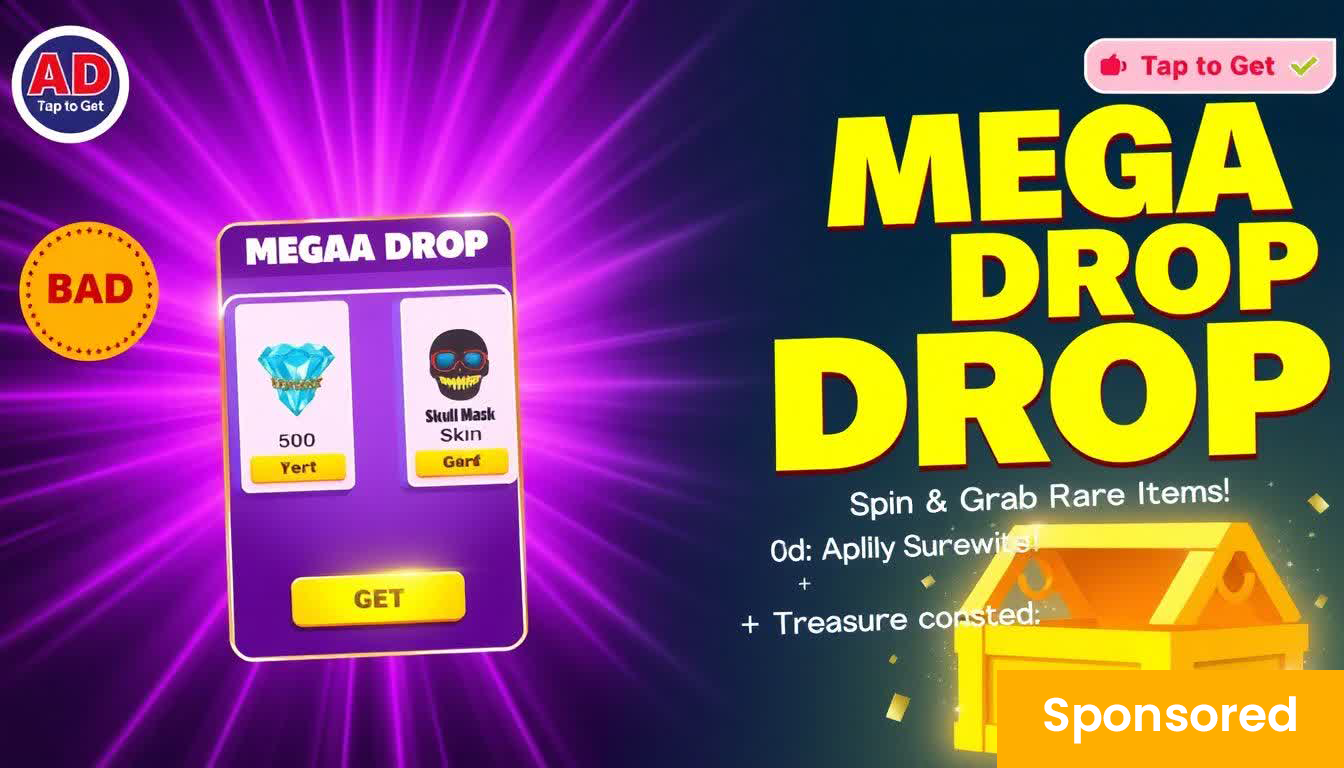 AD
Tap to Get
BAD
MEGAA DROP
500
Yert
Skull Mask
Skin
GET
Tap to Get
MEGA
DROP
DROP
Spin & Grab Rare Items!
0d: Aplily Surewits!
+
+ Treasure consted:
Sponsored